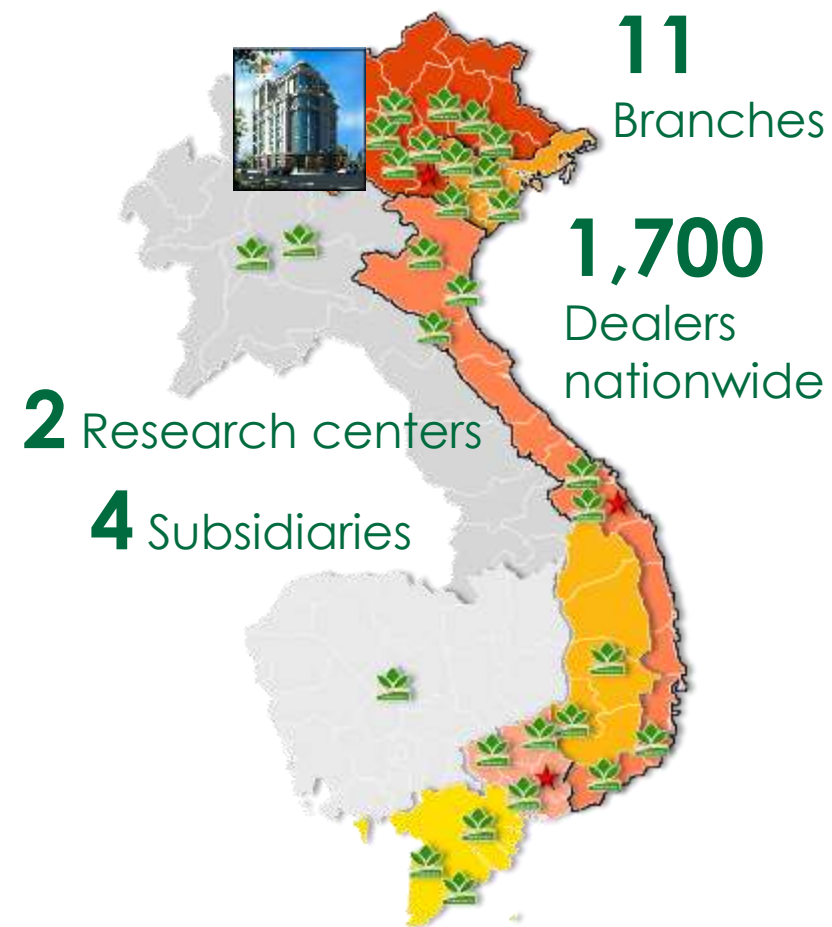 11
Branches
1,700
Dealers
nationwide
2 Research centers
4 Subsidiaries